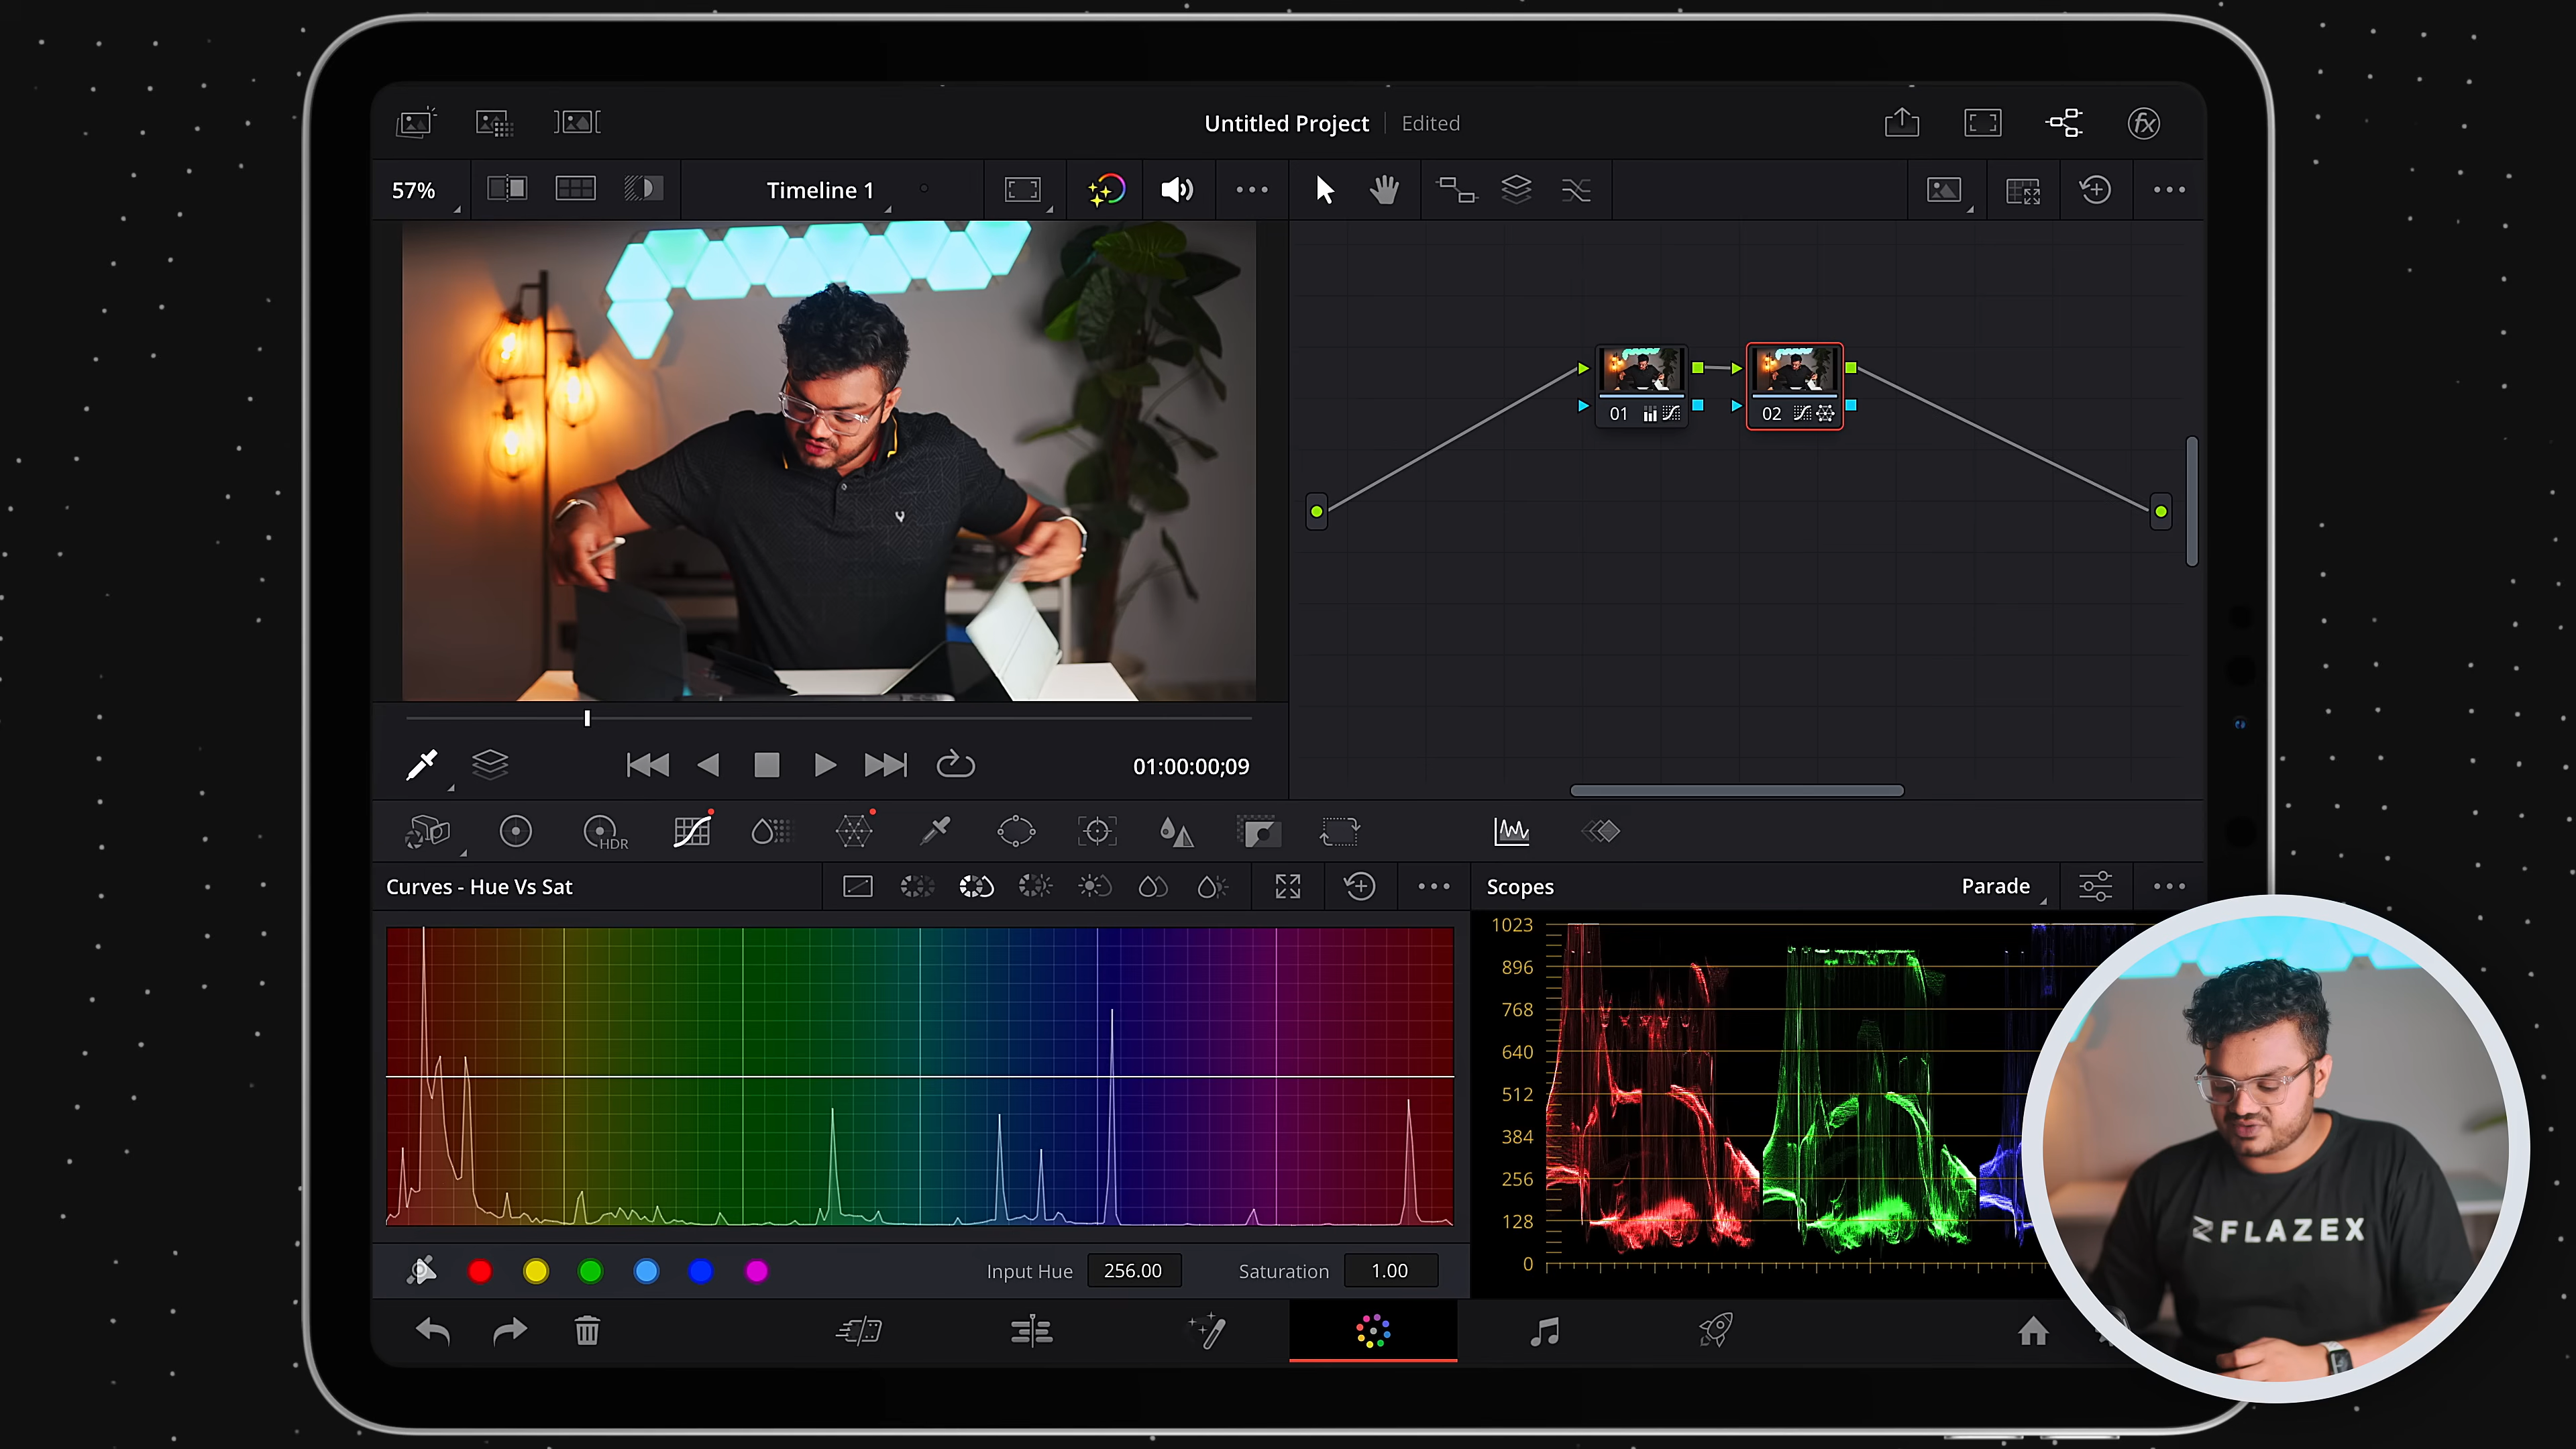 Untitled Project Edited
57% Timeline 1
01 02
01:00:00;09
HDR
Curves - Hue Vs Sat
Scopes Parade
1023
896
768
640
512
384
256
128
0
FLAZEX
Input Hue 256.00 Saturation 1.00